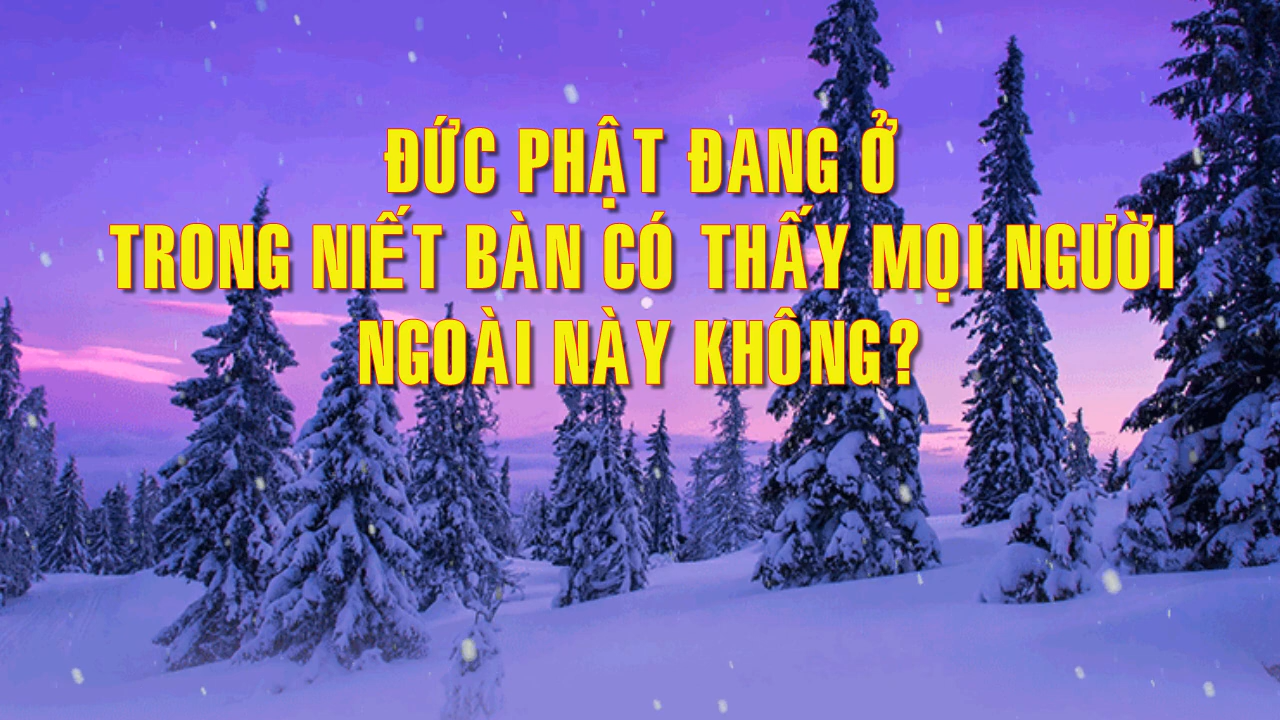 ĐỨC PHẬT ĐANG Ở
TRONG NIẾT BÀN CÓ THẤY MỌI NGƯỜI
NGOÀI NÀY KHÔNG?